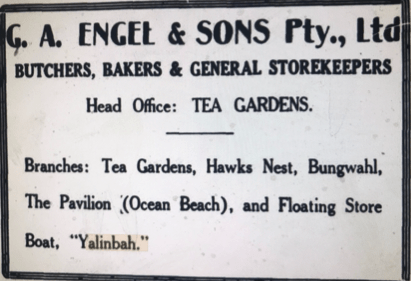 G. A. ENGEL & SONS Pty., Ltd
BUTCHERS, BAKERS & GENERAL STOREKEEPERS
Head Office: TEA GARDENS.
Branches: Tea Gardens, Hawks Nest, Bungwahl,
The Pavilion (Ocean Beach), and Floating Store
Boat, "Yalinbah."